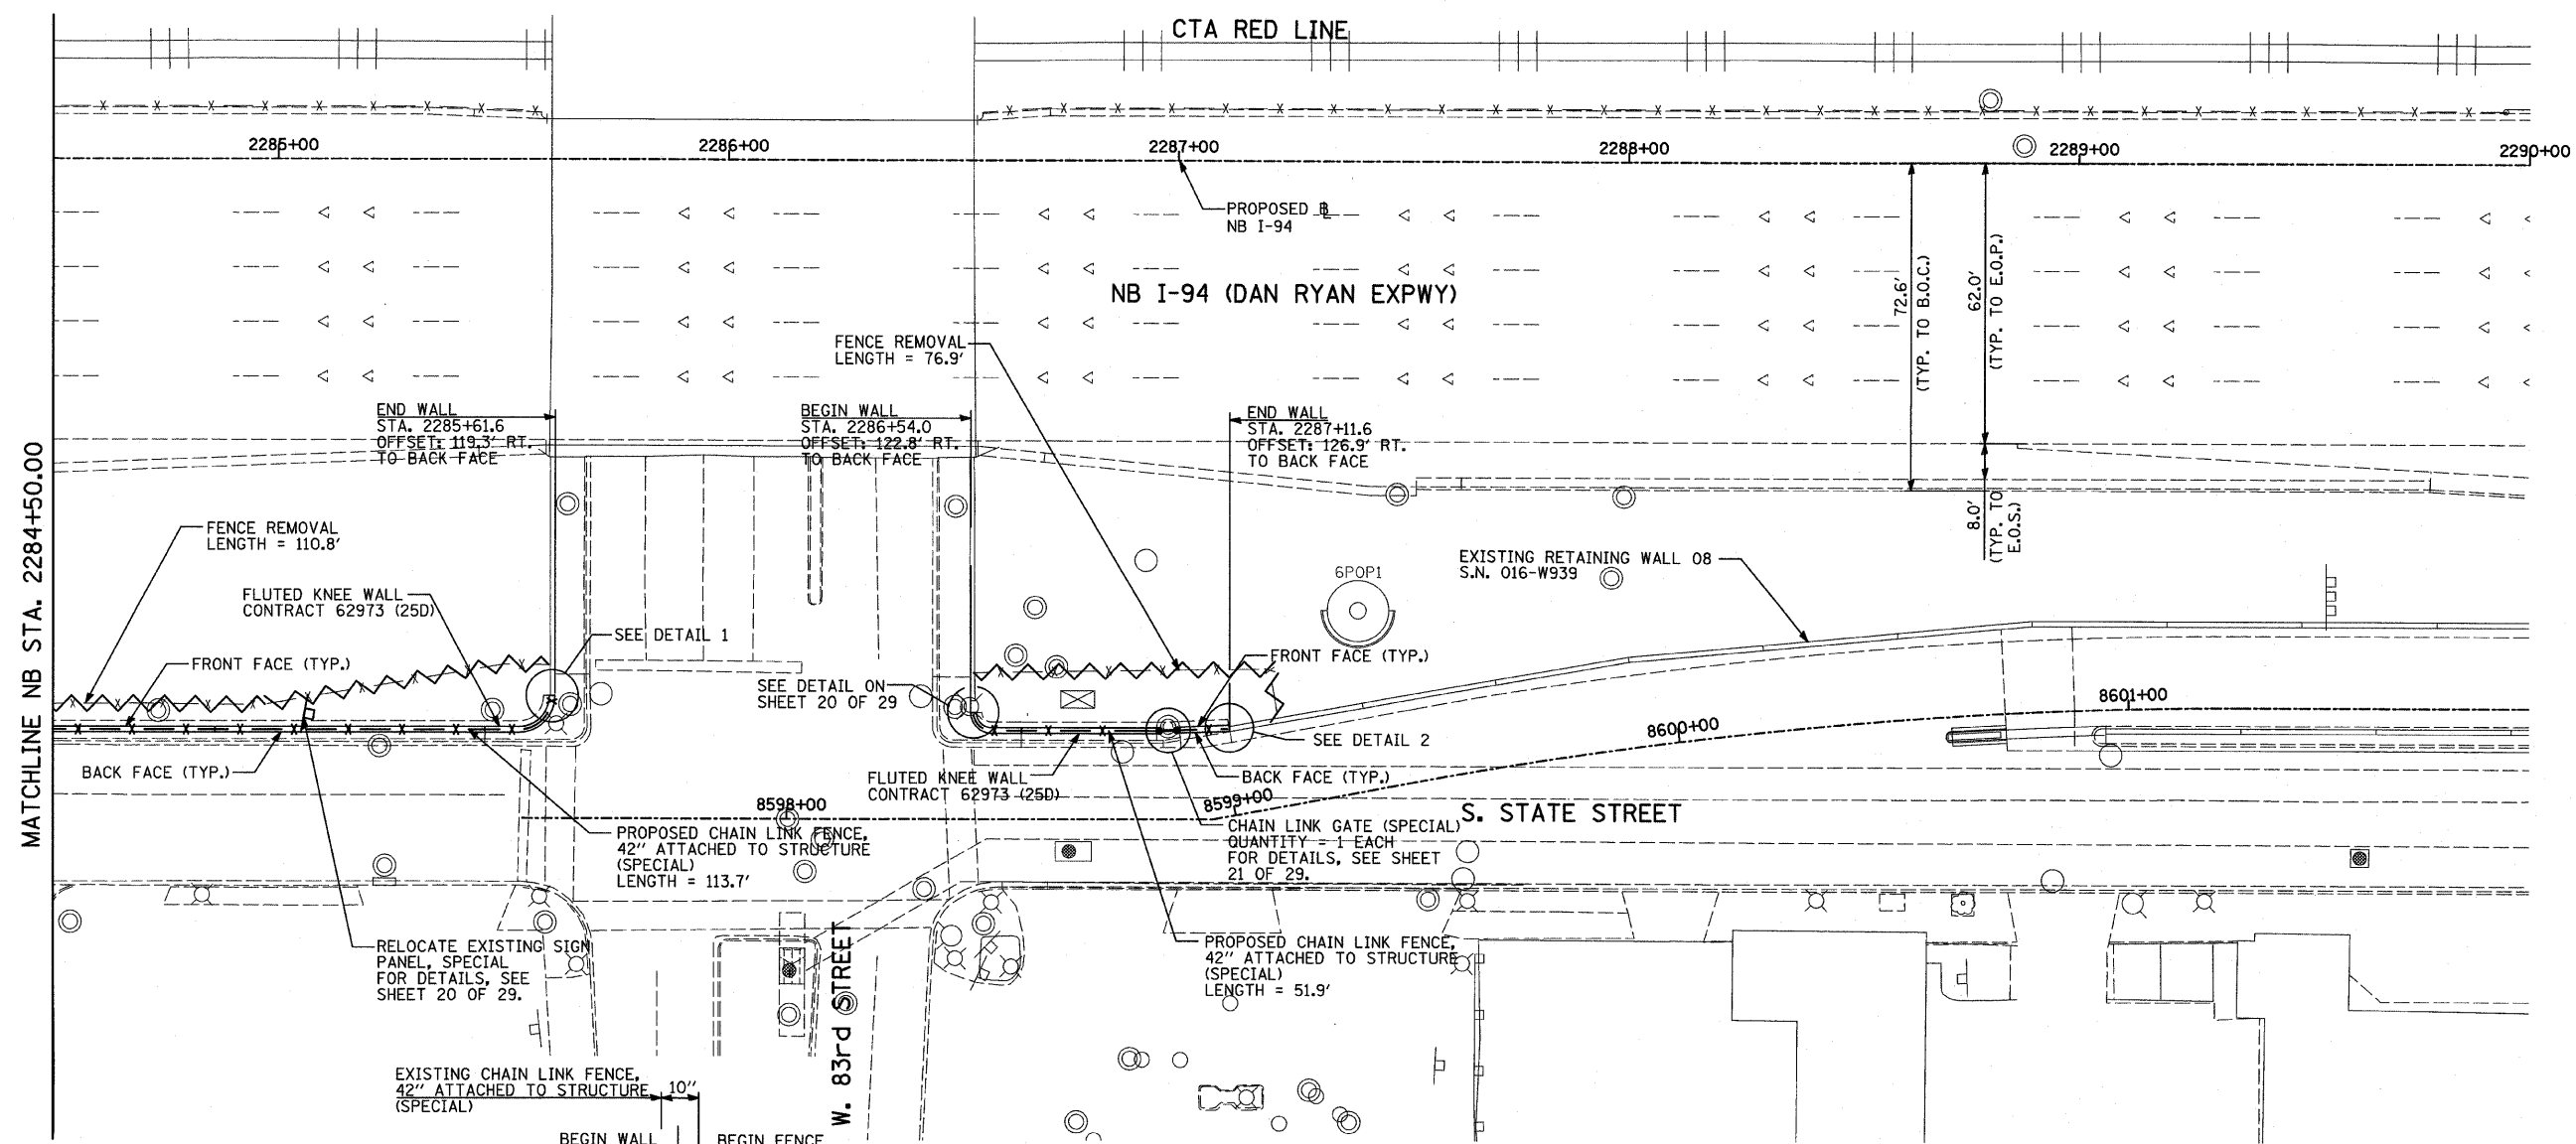 CTA RED LINE
2285+00
2286+00
2287+00
2288+00
2289+00
2290+00
PROPOSED ℄
NB I-94
NB I-94 (DAN RYAN EXPWY)
72.6'
(TYP. TO B.O.C.)
62.0'
(TYP. TO E.O.P.)
8.0'
(TYP. TO
E.O.S.)
FENCE REMOVAL
LENGTH = 76.9'
END WALL
STA. 2285+61.6
OFFSET: 119.3' RT.
TO BACK FACE
BEGIN WALL
STA. 2286+54.0
OFFSET: 122.8' RT.
TO BACK FACE
END WALL
STA. 2287+11.6
OFFSET: 126.9' RT.
TO BACK FACE
MATCHLINE NB STA. 2284+50.00
FENCE REMOVAL
LENGTH = 110.8'
FLUTED KNEE WALL
CONTRACT 62973 (25D)
FRONT FACE (TYP.)
SEE DETAIL 1
EXISTING RETAINING WALL 08
S.N. 016-W939
6POP1
FRONT FACE (TYP.)
SEE DETAIL ON
SHEET 20 OF 29
8601+00
8600+00
SEE DETAIL 2
BACK FACE (TYP.)
FLUTED KNEE WALL
CONTRACT 62973 (25D)
BACK FACE (TYP.)
8598+00
8599+00
S. STATE STREET
PROPOSED CHAIN LINK FENCE,
42" ATTACHED TO STRUCTURE
(SPECIAL)
LENGTH = 113.7'
CHAIN LINK GATE (SPECIAL)
QUANTITY = 1 EACH
FOR DETAILS, SEE SHEET
21 OF 29.
RELOCATE EXISTING SIGN
PANEL, SPECIAL
FOR DETAILS, SEE
SHEET 20 OF 29.
W. 83rd STREET
PROPOSED CHAIN LINK FENCE,
42" ATTACHED TO STRUCTURE
(SPECIAL)
LENGTH = 51.9'
EXISTING CHAIN LINK FENCE,
42" ATTACHED TO STRUCTURE
(SPECIAL)
10"
BEGIN WALL
BEGIN FENCE